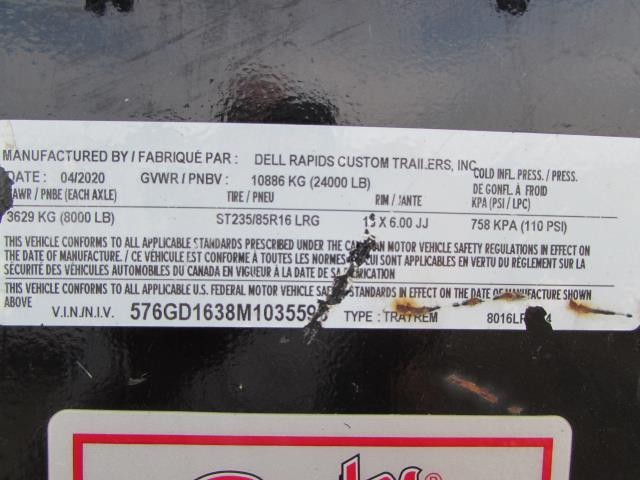 MANUFACTURED BY / FABRIQUÉ PAR : DELL RAPIDS CUSTOM TRAILERS, INC.
DATE : 04/2020 GVWR / PNBV : 10886 KG (24000 LB) COLD INFL. PRESS. / PRESS.
GAWR / PNBE (EACH AXLE) TIRE / PNEU RIM / JANTE DE GONFL. À FROID
KPA (PSI / LPC)
3629 KG (8000 LB) ST235/85R16 LRG X 6.00 JJ 758 KPA (110 PSI)
THIS VEHICLE CONFORMS TO ALL APPLICABLE STANDARDS PRESCRIBED UNDER THE CANADIAN MOTOR VEHICLE SAFETY REGULATIONS IN EFFECT ON
THE DATE OF MANUFACTURE. / CE VÉHICULE EST CONFORME À TOUTES LES NORMES QUI LUI SONT APPLICABLES EN VERTU DU RÈGLEMENT SUR LA
SÉCURITÉ DES VÉHICULES AUTOMOBILES DU CANADA EN VIGUEUR À LA DATE DE SA FABRICATION
THIS VEHICLE CONFORMS TO ALL APPLICABLE U.S. FEDERAL MOTOR VEHICLE SAFETY STANDARDS IN EFFECT ON THE DATE OF MANUFACTURE SHOWN
ABOVE
V.I.N./N.I.V. 576GD1638M103559 TYPE : TRA/REM